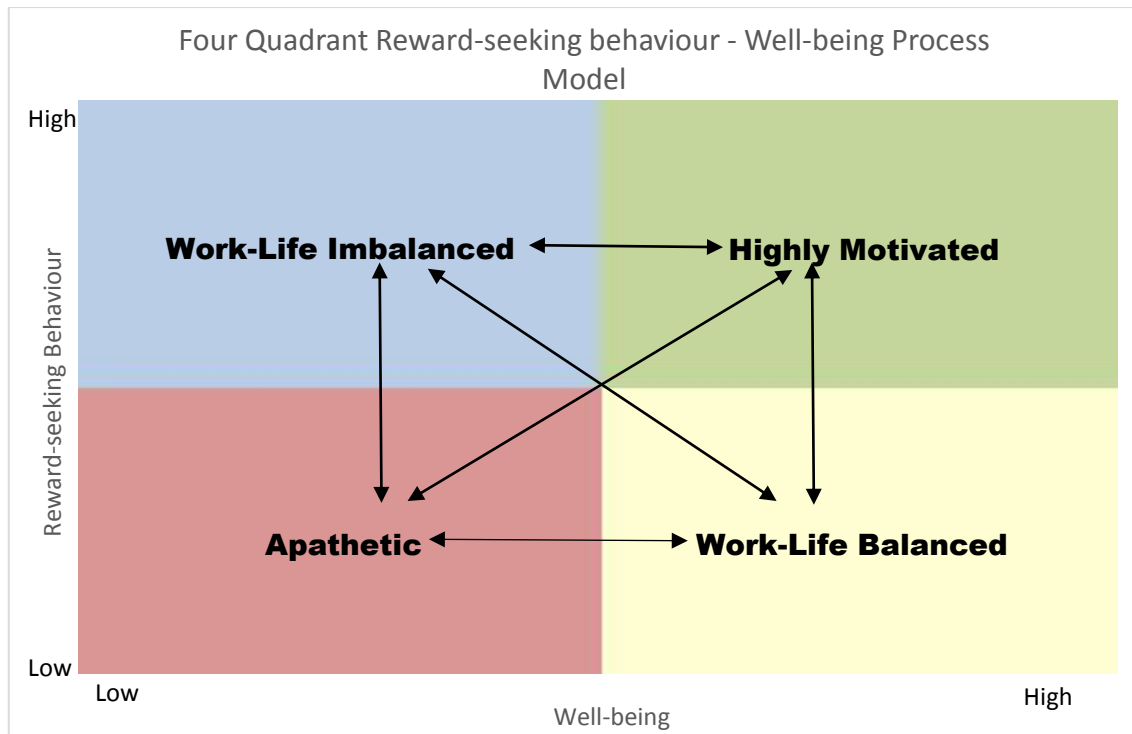 Four Quadrant Reward-seeking behaviour - Well-being Process
Model
High
Reward-seeking Behaviour
Work-Life Imbalanced
Highly Motivated
Apathetic
Work-Life Balanced
Low
Low
High
Well-being